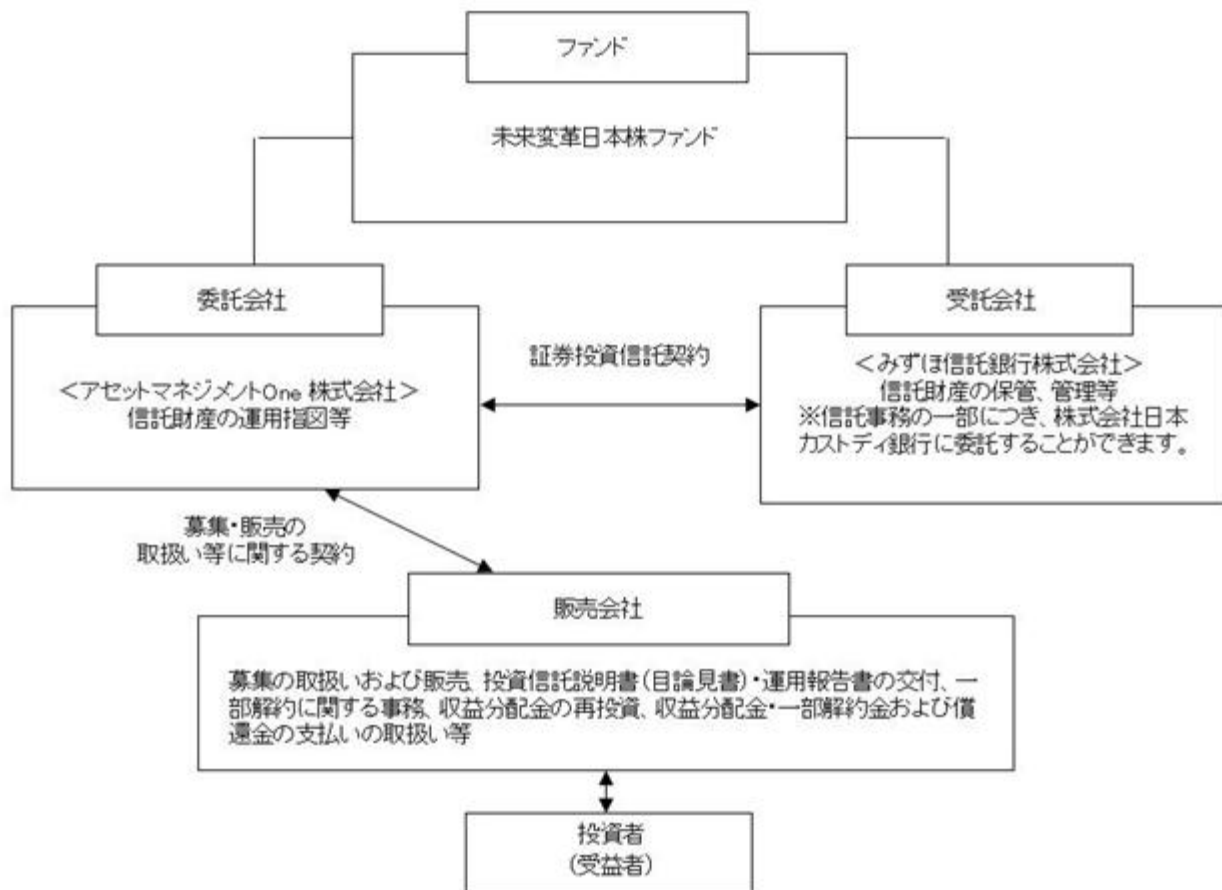 ファンド
未来変革日本株ファンド
委託会社
受託会社
<アセットマネジメントOne 株式会社>
信託財産の運用指図等
証券投資信託契約
<みずほ信託銀行株式会社>
信託財産の保管、管理等
※信託事務の一部につき、株式会社日本
カストディ銀行に委託することができます。
募集・販売の
取扱い等に関する契約
販売会社
募集の取扱いおよび販売、投資信託説明書(目論見書)・運用報告書の交付、一
部解約に関する事務、収益分配金の再投資、収益分配金・一部解約金および償
還金の支払いの取扱い等
投資者
(受益者)